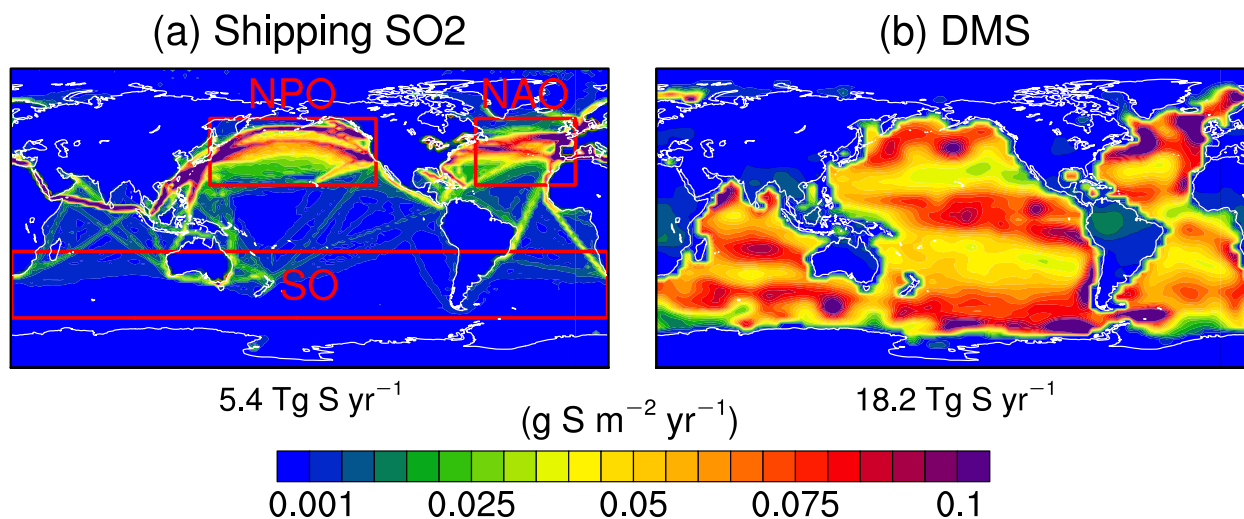 (a) Shipping SO2
(b) DMS
NPO
NAO
SO
5.4 Tg S yr⁻¹
18.2 Tg S yr⁻¹
(g S m⁻² yr⁻¹)
0.001 0.025 0.05 0.075 0.1